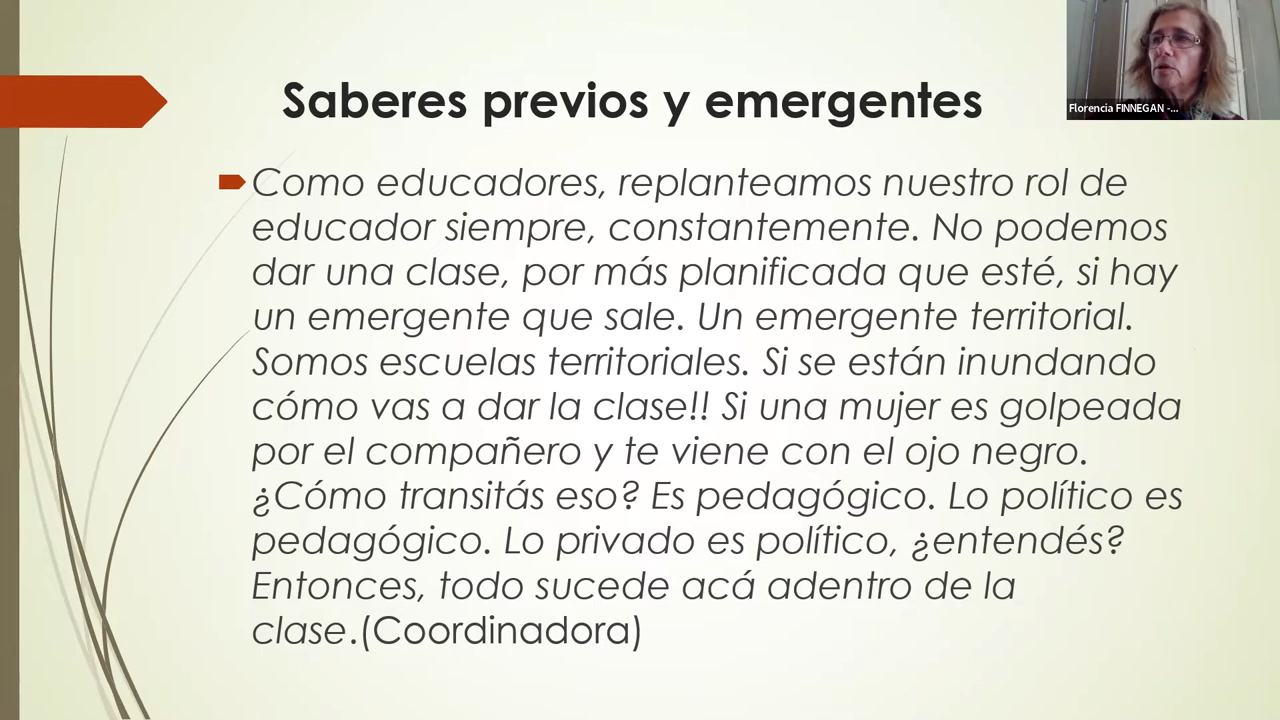 Saberes previos y emergentes
Florencia FINNEGAN -...
Como educadores, replanteamos nuestro rol de
educador siempre, constantemente. No podemos
dar una clase, por más planificada que esté, si hay
un emergente que sale. Un emergente territorial.
Somos escuelas territoriales. Si se están inundando
cómo vas a dar la clase!! Si una mujer es golpeada
por el compañero y te viene con el ojo negro.
¿Cómo transitás eso? Es pedagógico. Lo político es
pedagógico. Lo privado es político, ¿entendés?
Entonces, todo sucede acá adentro de la
clase.(Coordinadora)